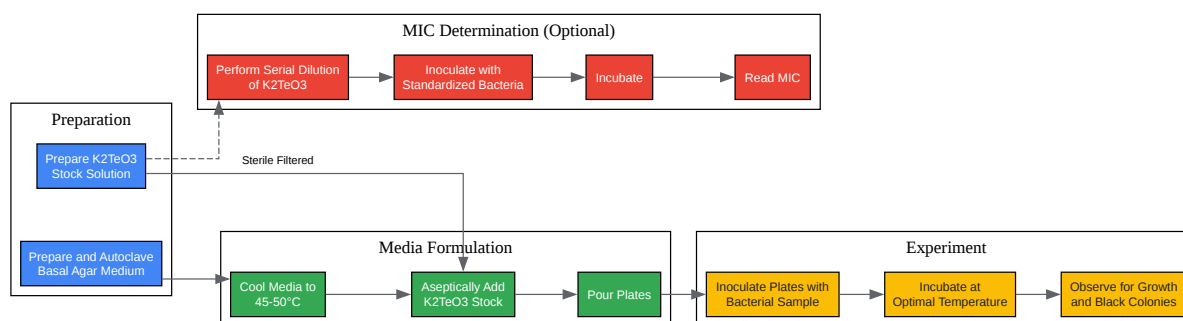 MIC Determination (Optional)
Perform Serial Dilution
of K2TeO3
Inoculate with
Standardized Bacteria
Incubate
Read MIC
Preparation
Prepare K2TeO3
Stock Solution
Sterile Filtered
Prepare and Autoclave
Basal Agar Medium
Media Formulation
Cool Media to
45-50°C
Aseptically Add
K2TeO3 Stock
Pour Plates
Experiment
Inoculate Plates with
Bacterial Sample
Incubate at
Optimal Temperature
Observe for Growth
and Black Colonies